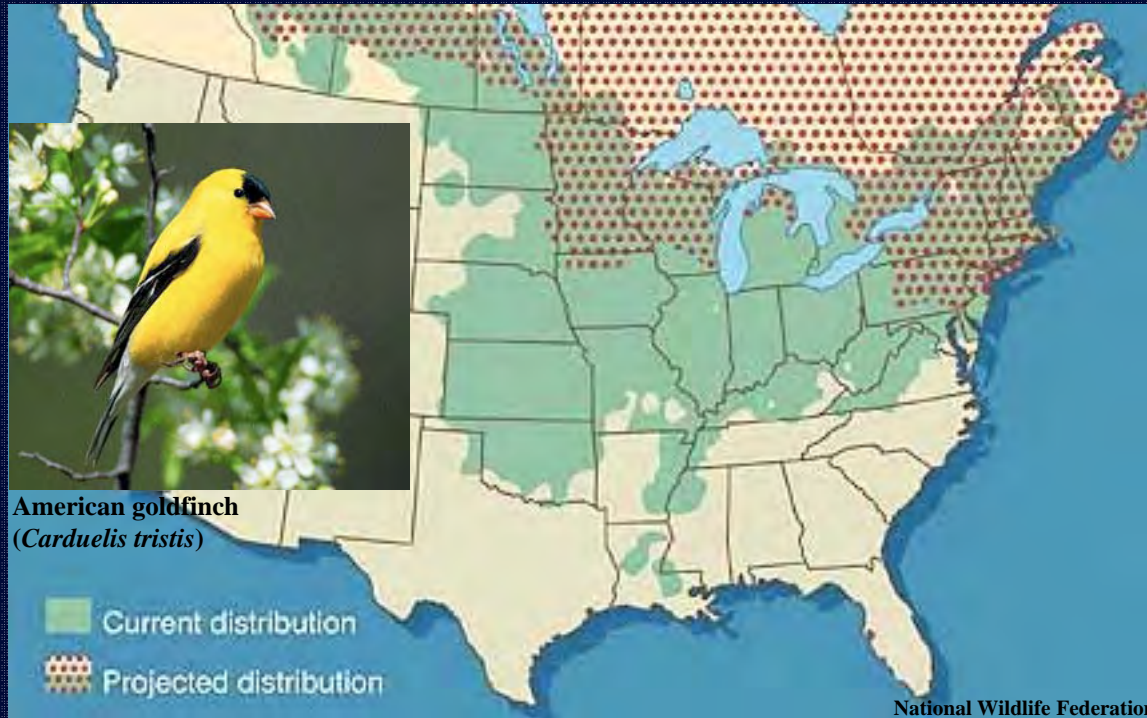 American goldfinch
(Carduelis tristis)
Current distribution
Projected distribution
National Wildlife Federation